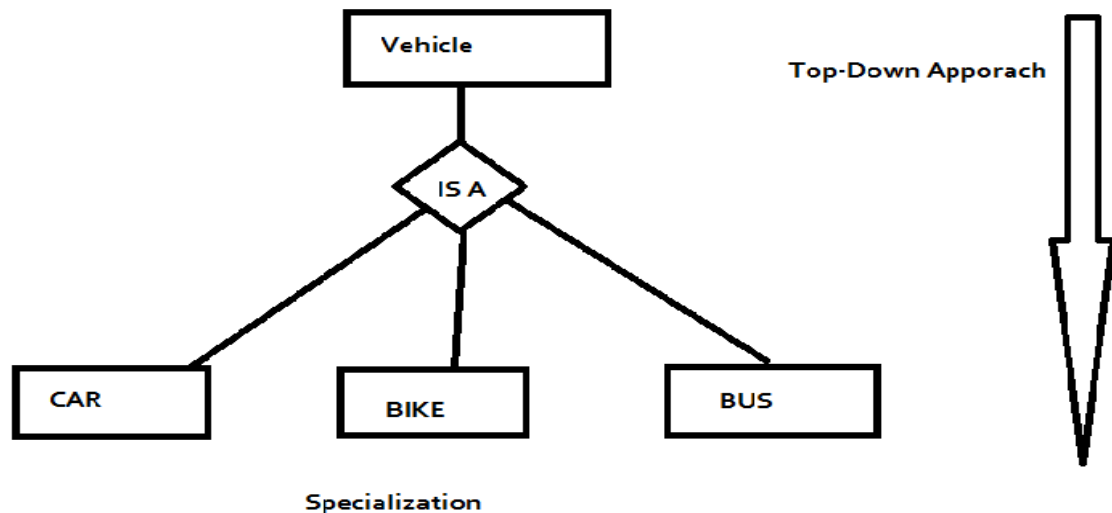 Vehicle
Top-Down Apporach
IS A
CAR
BIKE
BUS
Specialization